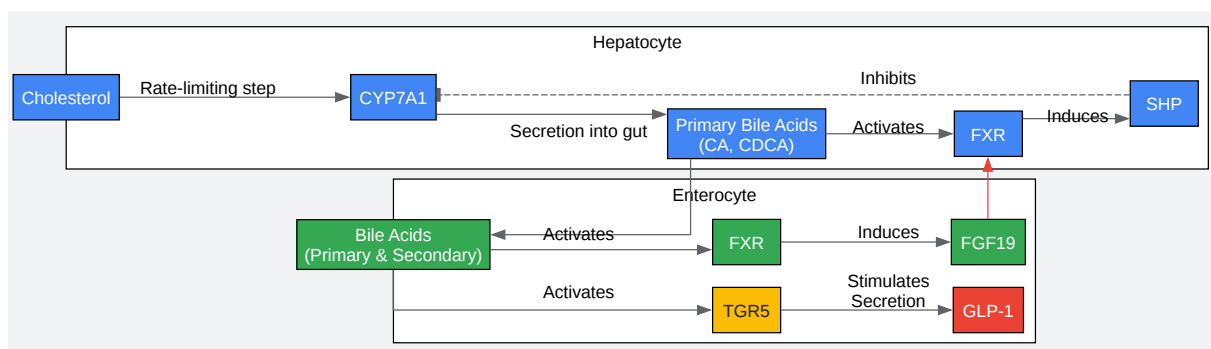 Hepatocyte
Cholesterol
Rate-limiting step
CYP7A1
Inhibits
SHP
Secretion into gut
Primary Bile Acids
(CA, CDCA)
Activates
FXR
Induces
Enterocyte
Bile Acids
(Primary & Secondary)
Activates
FXR
Induces
FGF19
Activates
TGR5
Stimulates
Secretion
GLP-1